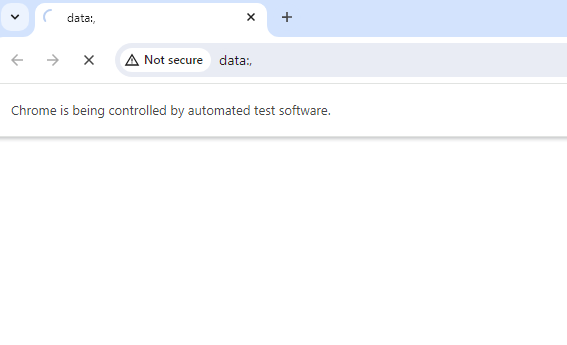 data:,
Not secure data:,
Chrome is being controlled by automated test software.